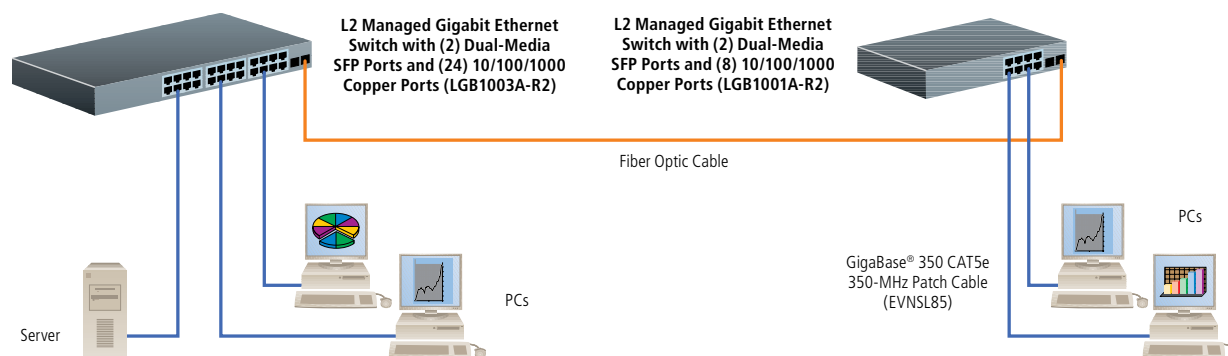 L2 Managed Gigabit Ethernet
Switch with (2) Dual-Media
SFP Ports and (24) 10/100/1000
Copper Ports (LGB1003A-R2)
L2 Managed Gigabit Ethernet
Switch with (2) Dual-Media
SFP Ports and (8) 10/100/1000
Copper Ports (LGB1001A-R2)
Fiber Optic Cable
PCs
GigaBase® 350 CAT5e
350-MHz Patch Cable
(EVNSL85)
PCs
Server